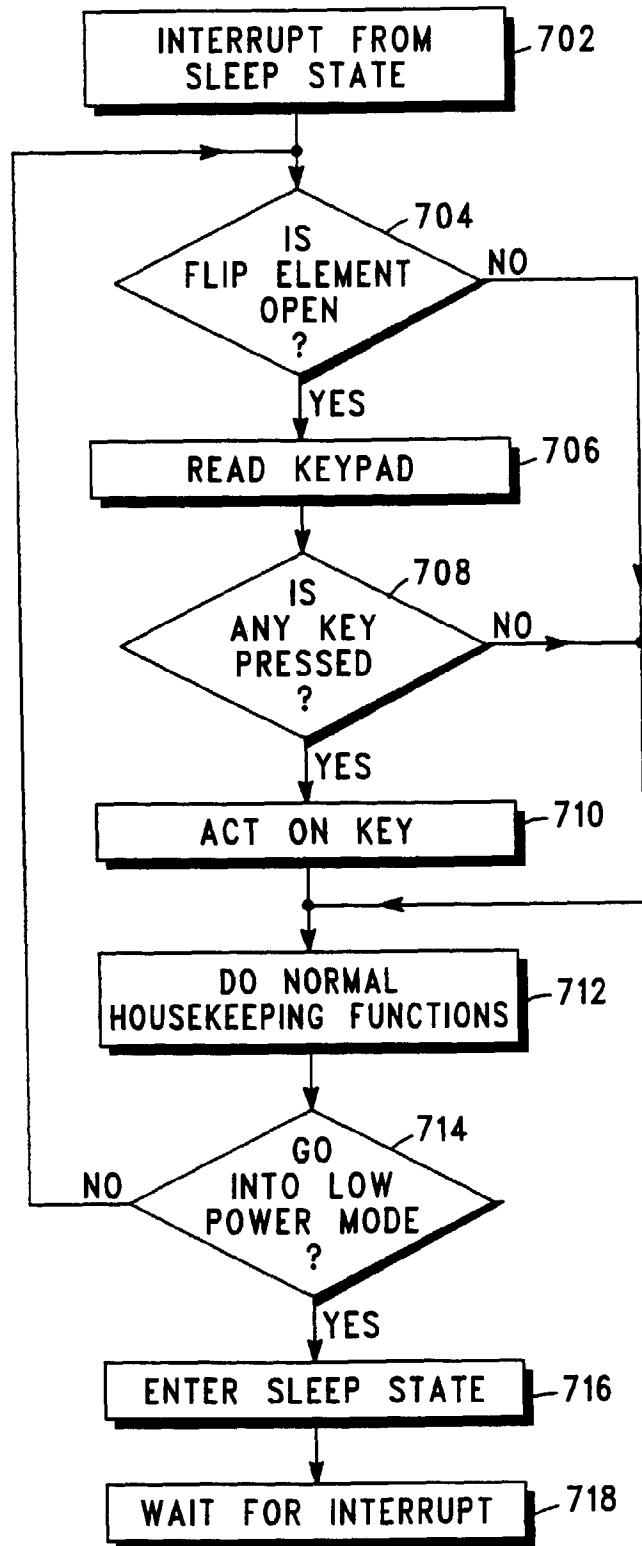 INTERRUPT FROM
SLEEP STATE
702
704
IS
FLIP ELEMENT
OPEN
?
NO
YES
READ KEYPAD
706
708
IS
ANY KEY
PRESSED
?
NO
YES
ACT ON KEY
710
DO NORMAL
HOUSEKEEPING FUNCTIONS
712
714
GO
INTO LOW
POWER MODE
?
NO
YES
ENTER SLEEP STATE
716
WAIT FOR INTERRUPT
718